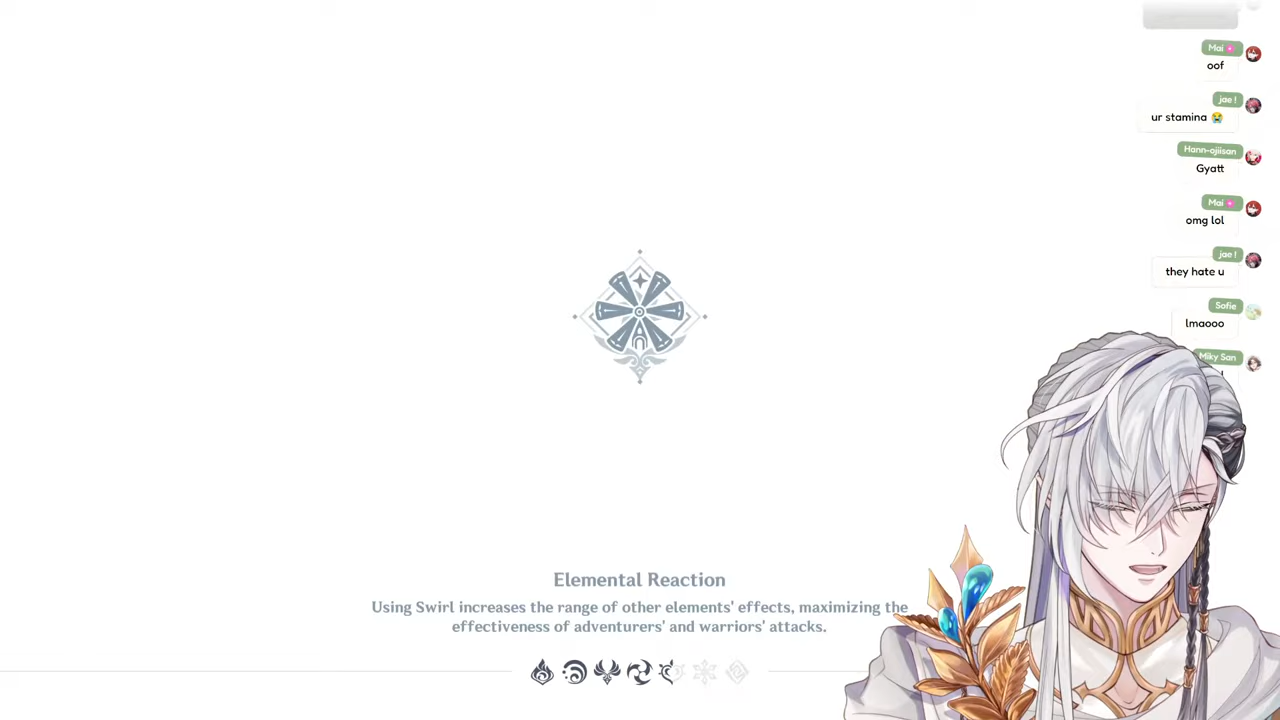 Mai
oof
jae !
ur stamina 😭
Hann-ojiisan
Gyatt
Mai
omg lol
jae !
they hate u
Sofie
lmaooo
Miky San
Elemental Reaction
Using Swirl increases the range of other elements' effects, maximizing the
effectiveness of adventurers' and warriors' attacks.